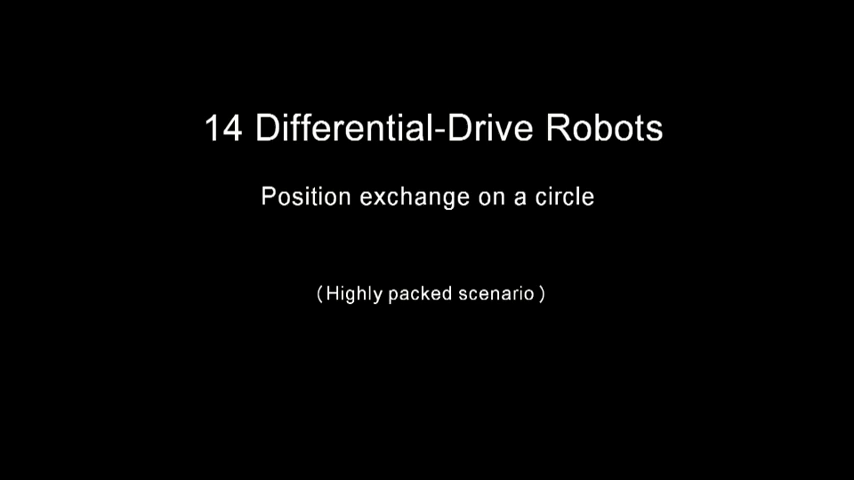 14 Differential-Drive Robots
Position exchange on a circle
(Highly packed scenario)